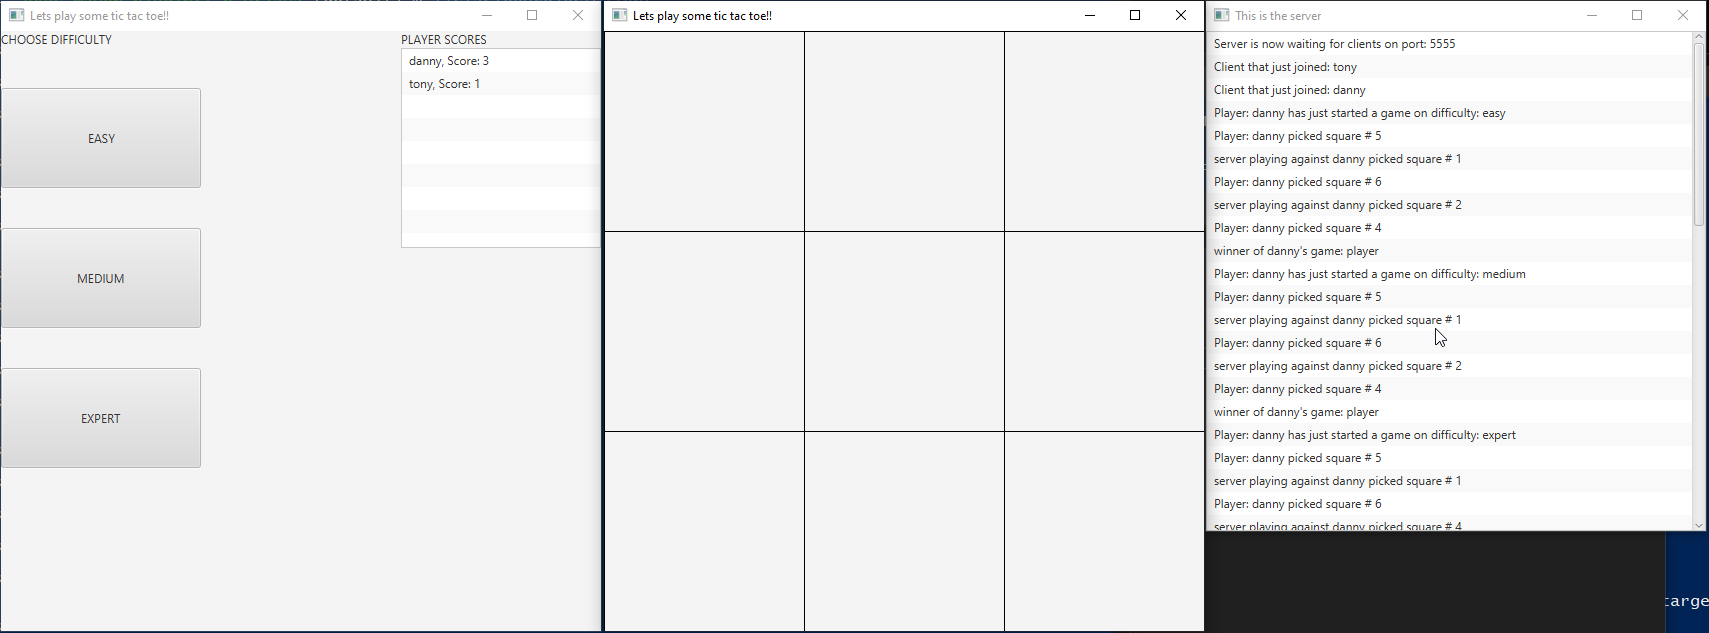 Lets play some tic tac toe!!
CHOOSE DIFFICULTY
EASY
MEDIUM
EXPERT
PLAYER SCORES
danny, Score: 3
tony, Score: 1
Lets play some tic tac toe!!
This is the server
Server is now waiting for clients on port: 5555
Client that just joined: tony
Client that just joined: danny
Player: danny has just started a game on difficulty: easy
Player: danny picked square # 5
server playing against danny picked square # 1
Player: danny picked square # 6
server playing against danny picked square # 2
Player: danny picked square # 4
winner of danny's game: player
Player: danny has just started a game on difficulty: medium
Player: danny picked square # 5
server playing against danny picked square # 1
Player: danny picked square # 6
server playing against danny picked square # 2
Player: danny picked square # 4
winner of danny's game: player
Player: danny has just started a game on difficulty: expert
Player: danny picked square # 5
server playing against danny picked square # 1
Player: danny picked square # 6
server playing against danny picked square # 4
targe